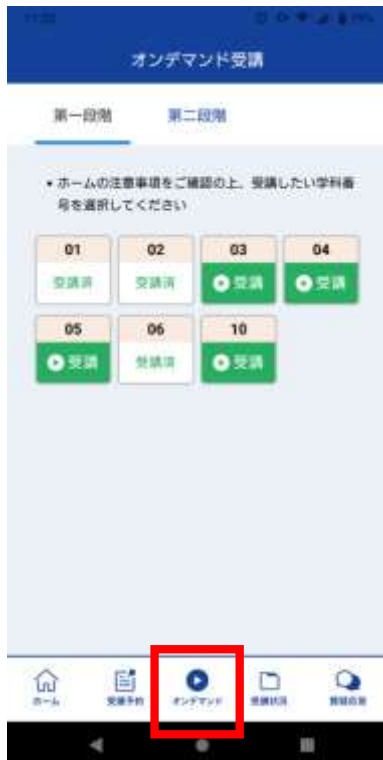 オンデマンド受講
第一段階 第二段階
• ホームの注意事項をご確認の上、受講したい学科番
号を選択してください
01 02 03 04
受講済 受講済 受講 受講
05 06 10
受講 受講済 受講
ホーム 受講予約 オンデマンド 受講状況